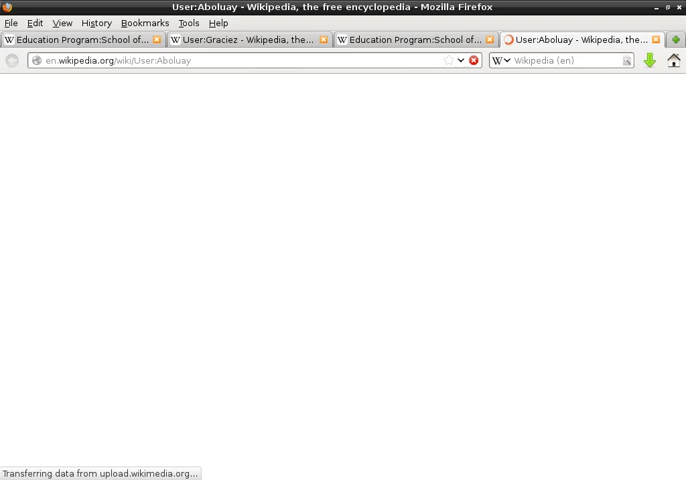 User:Aboluay - Wikipedia, the free encyclopedia - Mozilla Firefox
File Edit View History Bookmarks Tools Help
W Education Program:School of... W User:Graciez - Wikipedia, the... W Education Program:School of... User:Aboluay - Wikipedia, the...
en.wikipedia.org/wiki/User:Aboluay W Wikipedia (en)
Transferring data from upload.wikimedia.org...